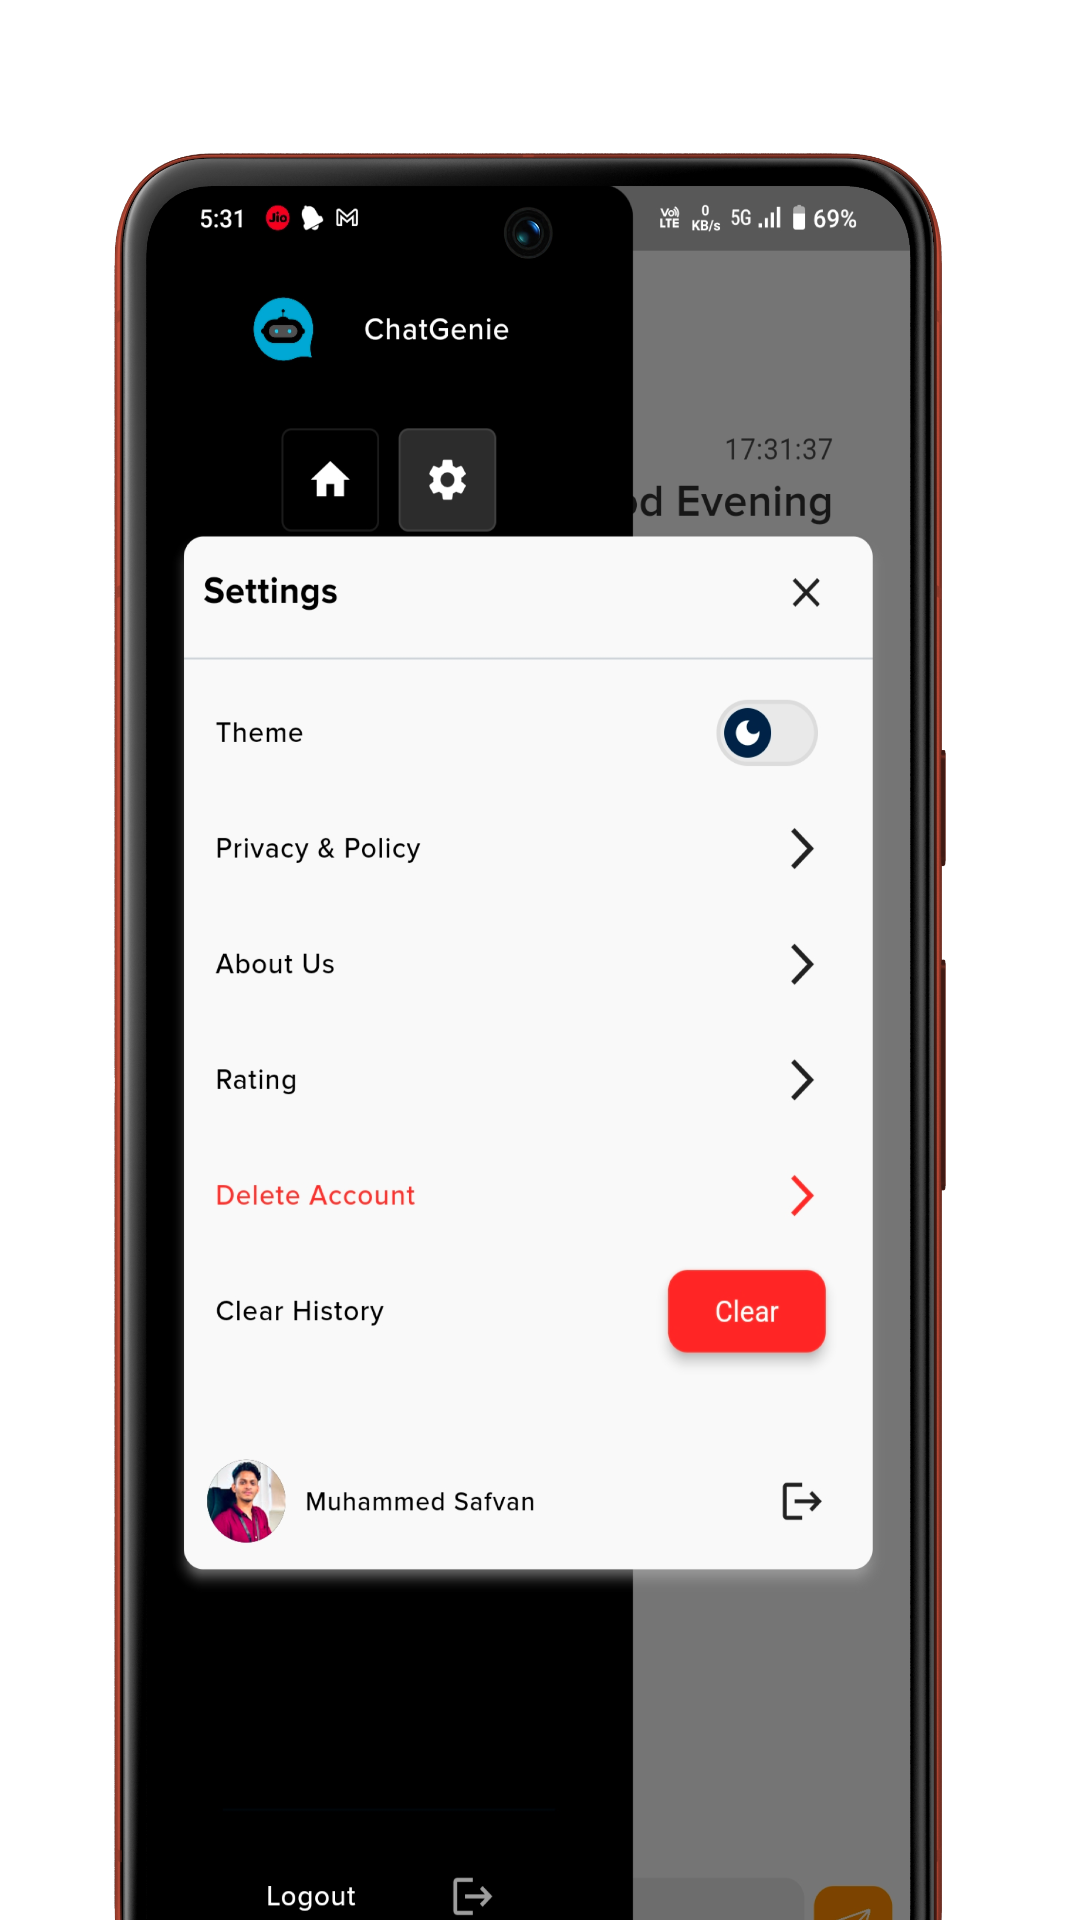 5:31 Jio Vo) LTE 0 KB/s 5G 69%
ChatGenie
17:31:37
d Evening
Settings
Theme
Privacy & Policy
About Us
Rating
Delete Account
Clear History Clear
Muhammed Safvan
Logout